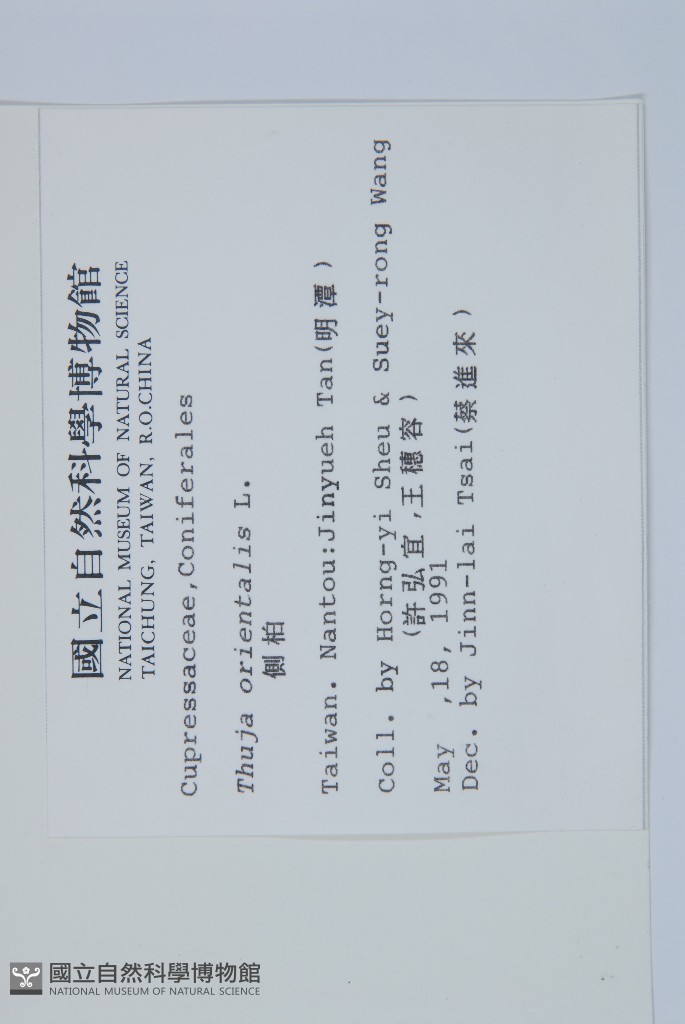 國立自然科學博物館
NATIONAL MUSEUM OF NATURAL SCIENCE
TAICHUNG, TAIWAN, R.O.CHINA
Cupressaceae,Coniferales
Thuja orientalis L.
側柏
Taiwan. Nantou:Jinyueh Tan(明潭)
Coll. by Horng-yi Sheu & Suey-rong Wang
(許弘宜,王穗容)
May ,18, 1991
Dec. by Jinn-lai Tsai(蔡進來)
國立自然科學博物館
NATIONAL MUSEUM OF NATURAL SCIENCE